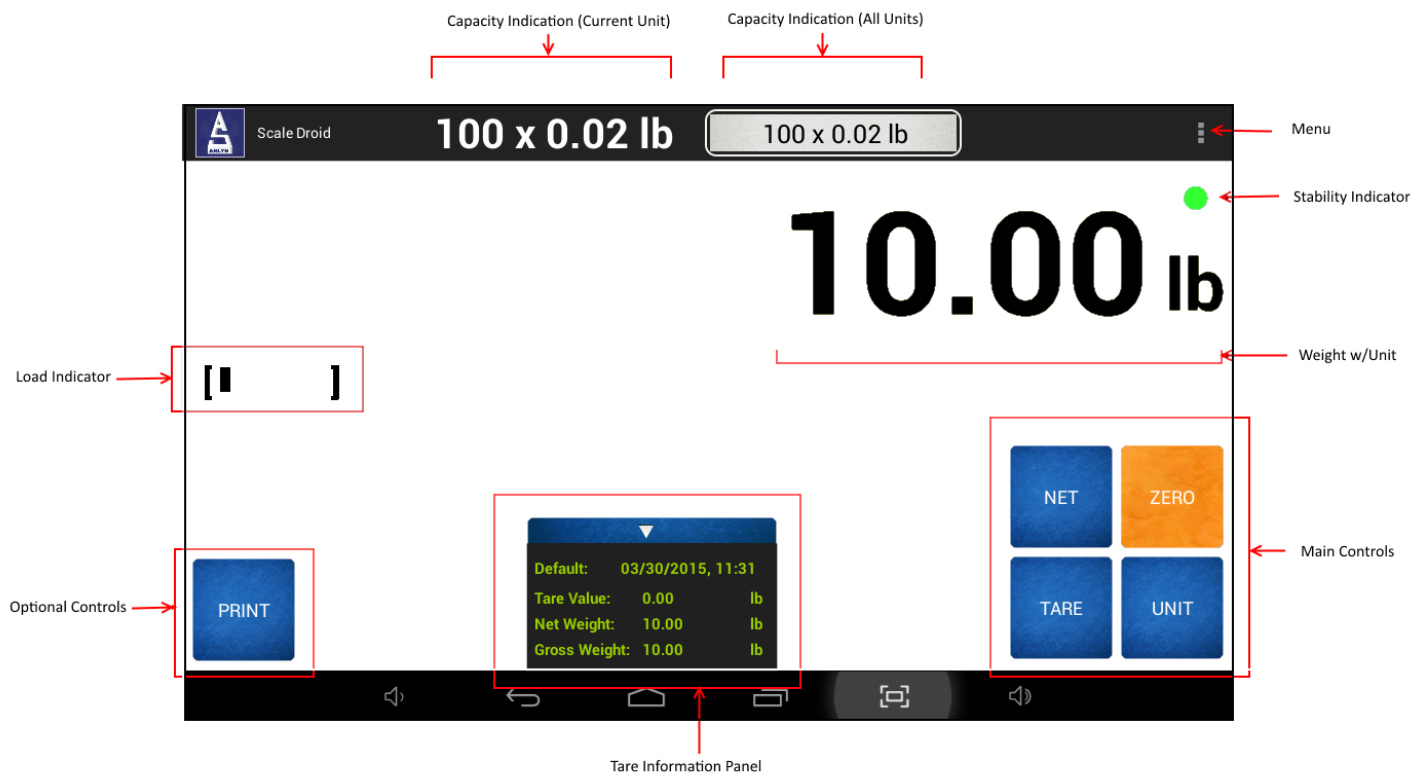 Capacity Indication (Current Unit)
Capacity Indication (All Units)
ARLYN
Scale Droid
100 x 0.02 lb
100 x 0.02 lb
Menu
Stability Indicator
10.00 lb
Weight w/Unit
Load Indicator
[ ]
NET
ZERO
Main Controls
Default: 03/30/2015, 11:31
Tare Value: 0.00 lb
Net Weight: 10.00 lb
Gross Weight: 10.00 lb
Optional Controls
PRINT
TARE
UNIT
Tare Information Panel